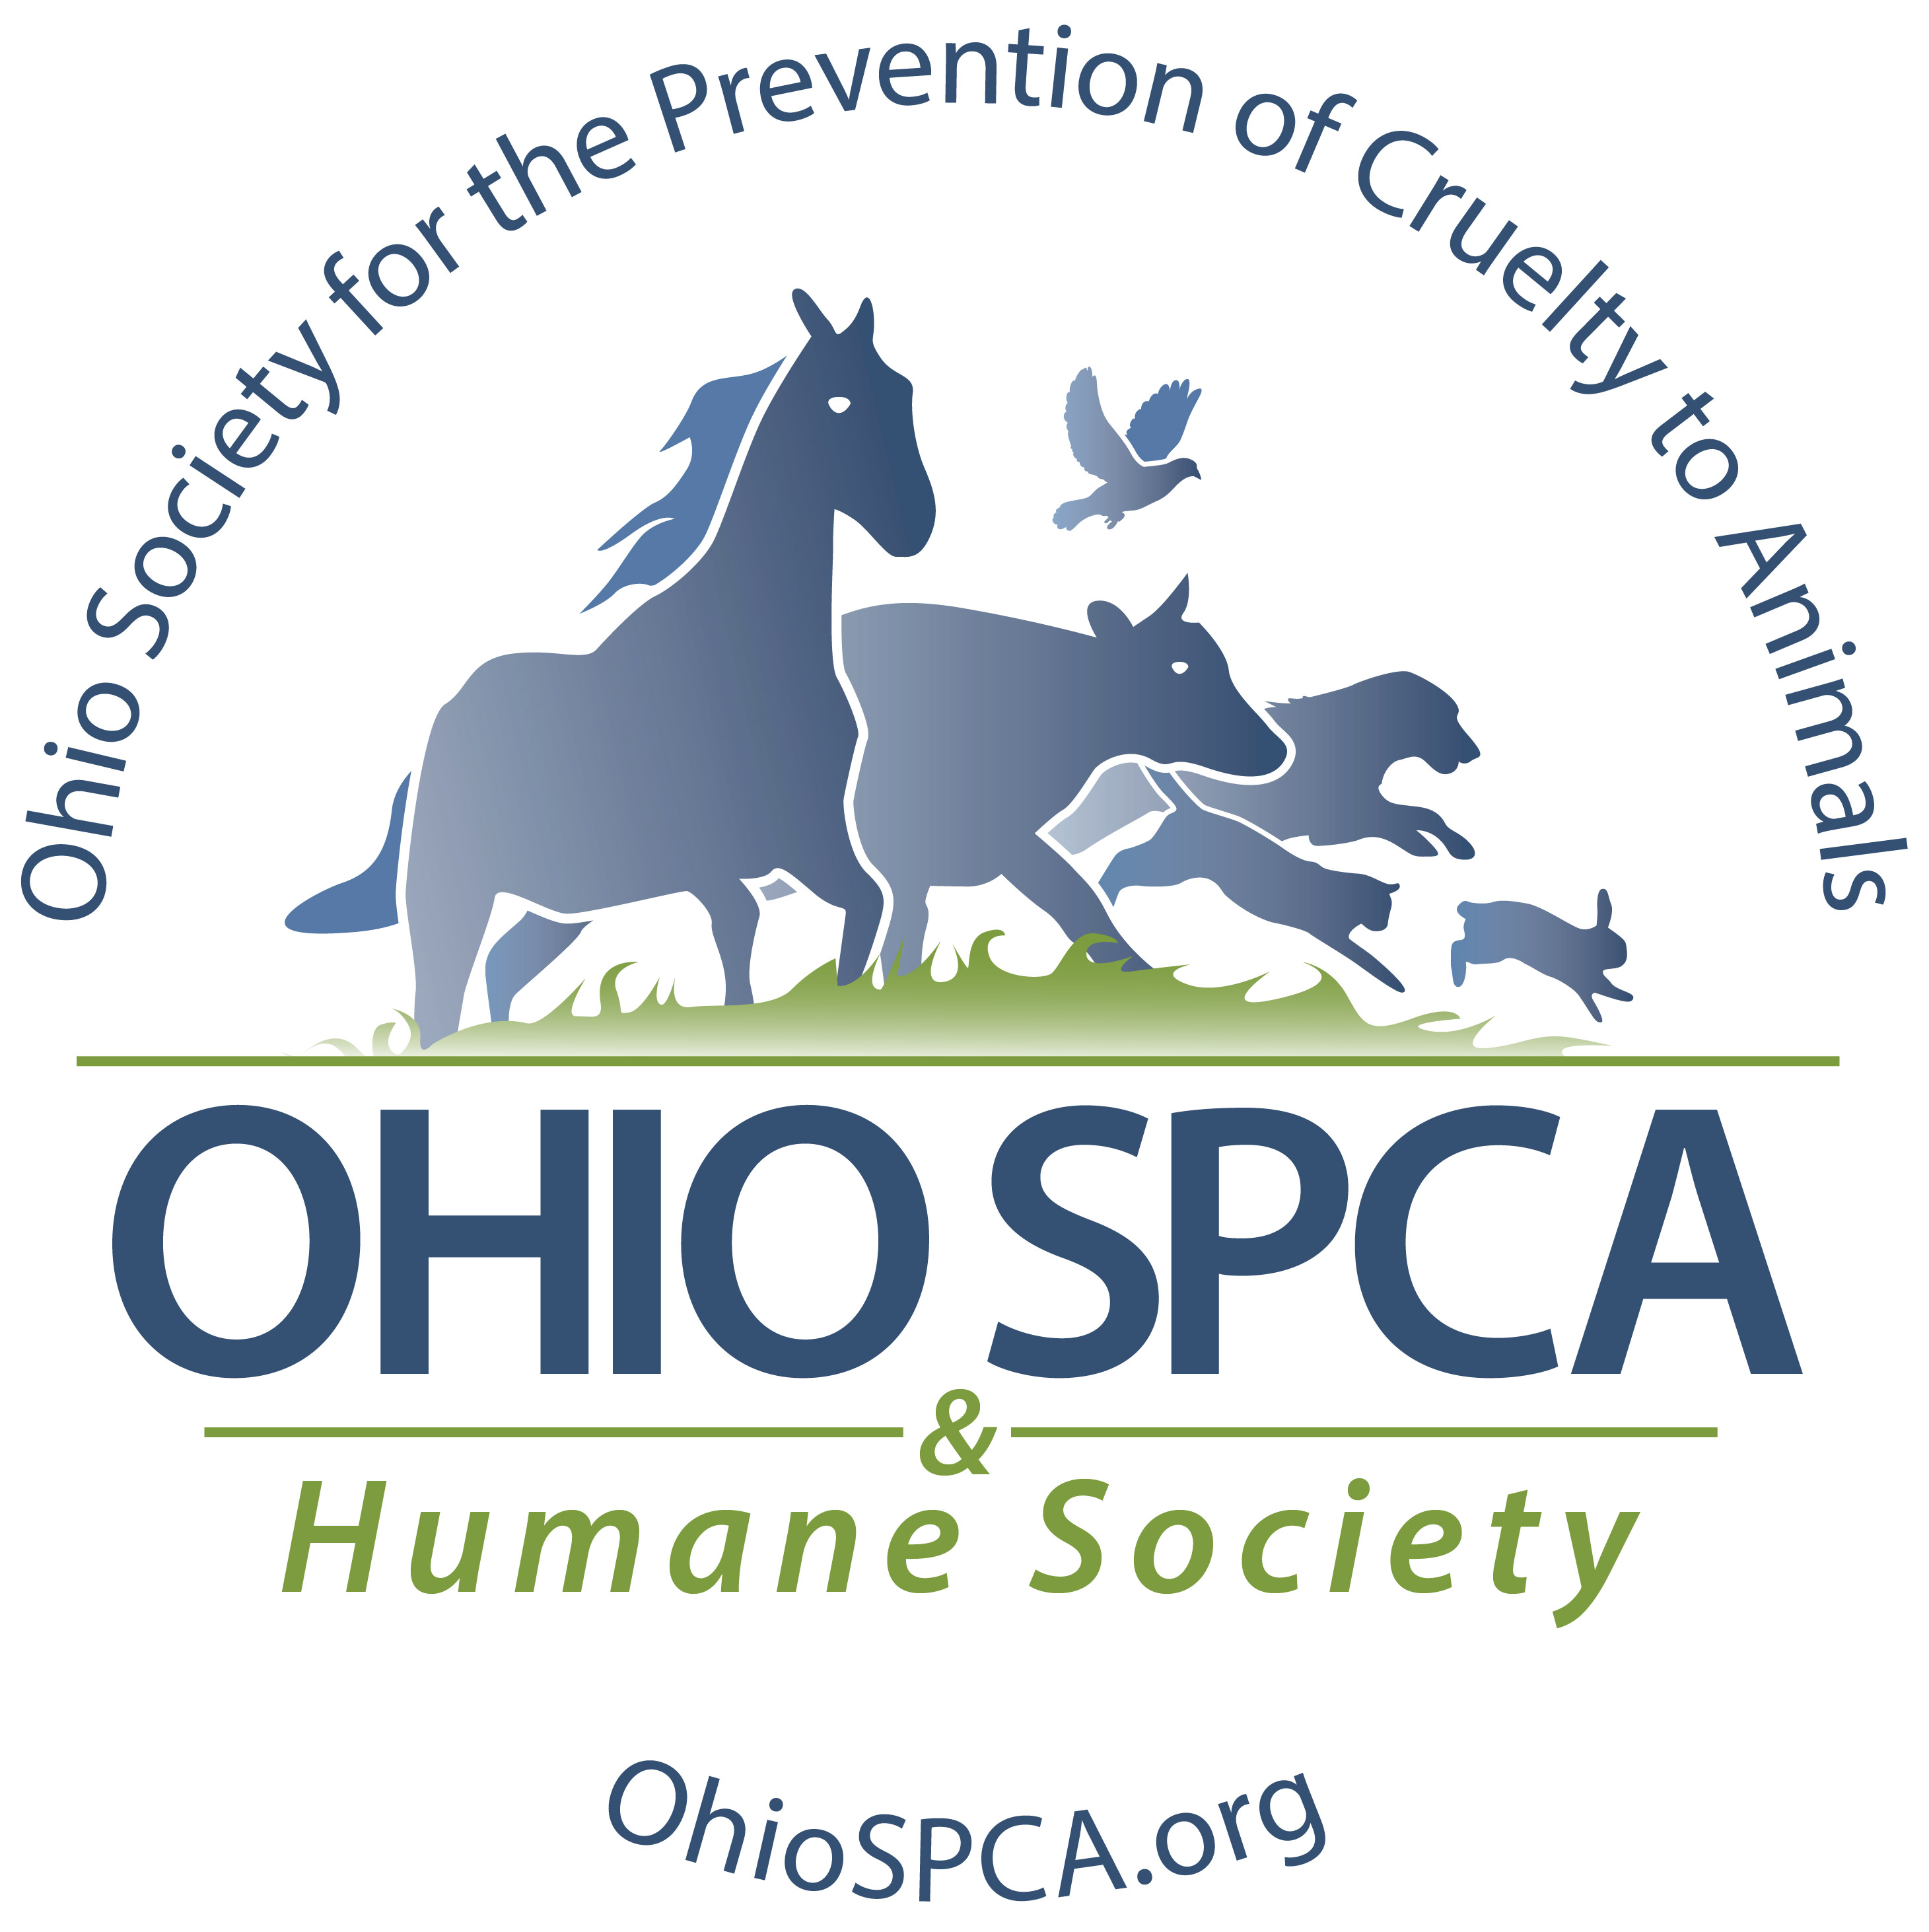 Ohio Society for the Prevention of Cruelty to Animals
OHIO SPCA
&
Humane Society
OhioSPCA.org